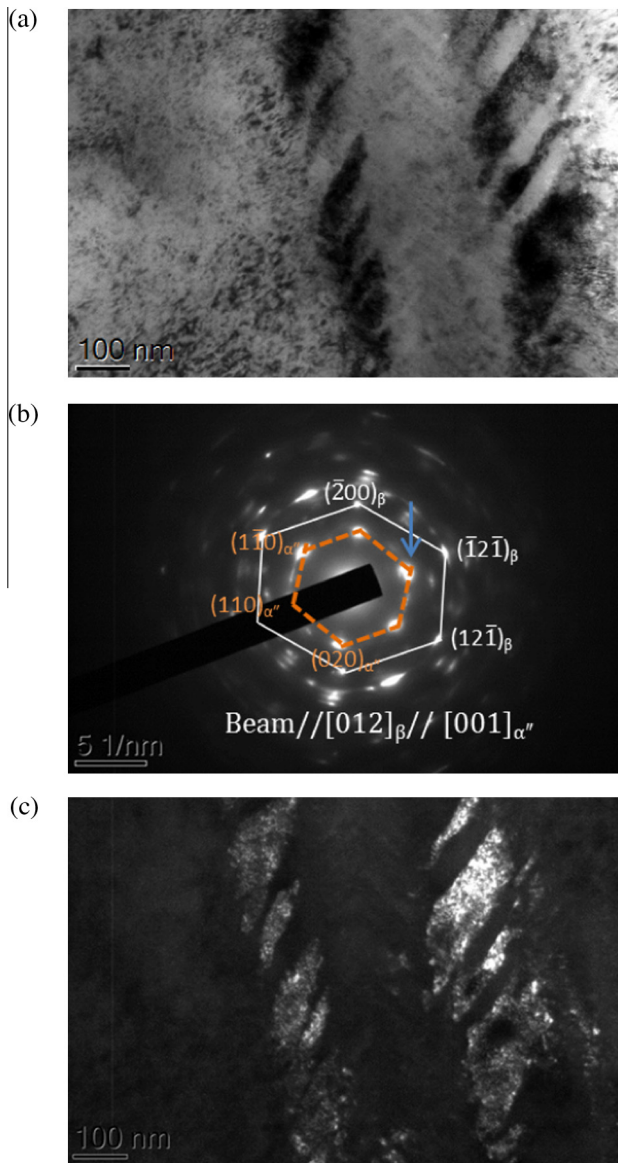 (a)
100 nm
(b)
(2̄00)β
(11̄0)α″
(1̄21̄)β
(110)α″
(121̄)β
(020)α″
Beam//[012]β// [001]α″
5 1/nm
(c)
100 nm